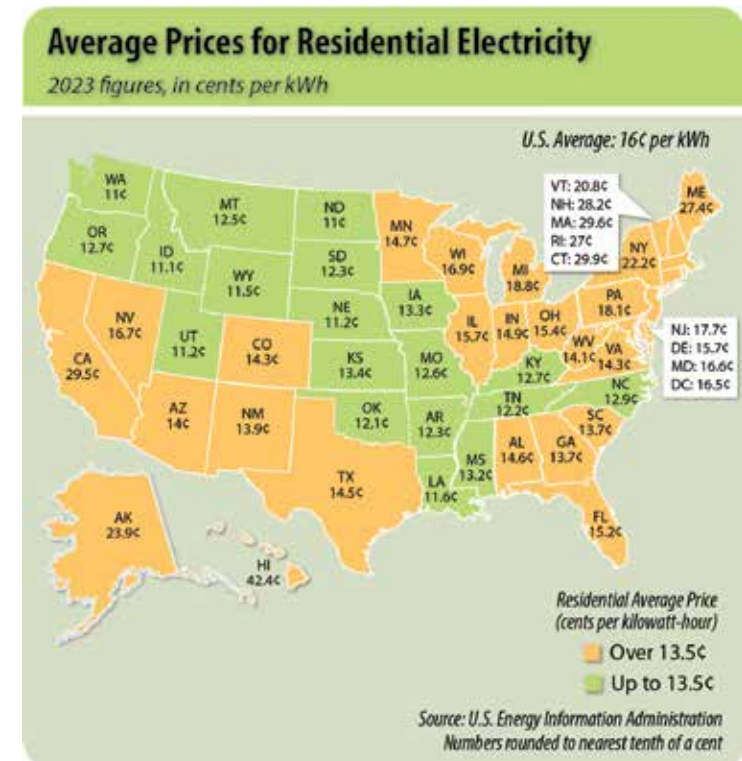 Average Prices for Residential Electricity
2023 figures, in cents per kWh
U.S. Average: 16¢ per kWh
WA
11¢
OR
12.7¢
ID
11.1¢
MT
12.5¢
ND
11¢
MN
14.7¢
SD
12.3¢
WY
11.5¢
WI
16.9¢
MI
18.8¢
VT: 20.8¢
NH: 28.2¢
MA: 29.6¢
RI: 27¢
CT: 29.9¢
ME
27.4¢
NY
22.2¢
PA
18.1¢
NJ: 17.7¢
DE: 15.7¢
MD: 16.6¢
DC: 16.5¢
NV
16.7¢
CA
29.5¢
UT
11.2¢
CO
14.3¢
NE
11.2¢
IA
13.3¢
IL
15.7¢
IN
14.9¢
OH
15.4¢
WV
14.1¢
VA
14.3¢
KS
13.4¢
MO
12.6¢
KY
12.7¢
NC
12.9¢
TN
12.2¢
SC
13.7¢
AZ
14¢
NM
13.9¢
OK
12.1¢
AR
12.3¢
MS
13.2¢
AL
14.6¢
GA
13.7¢
TX
14.5¢
LA
11.6¢
FL
15.2¢
AK
23.9¢
HI
42.4¢
Residential Average Price
(cents per kilowatt-hour)
Over 13.5¢
Up to 13.5¢
Source: U.S. Energy Information Administration
Numbers rounded to nearest tenth of a cent